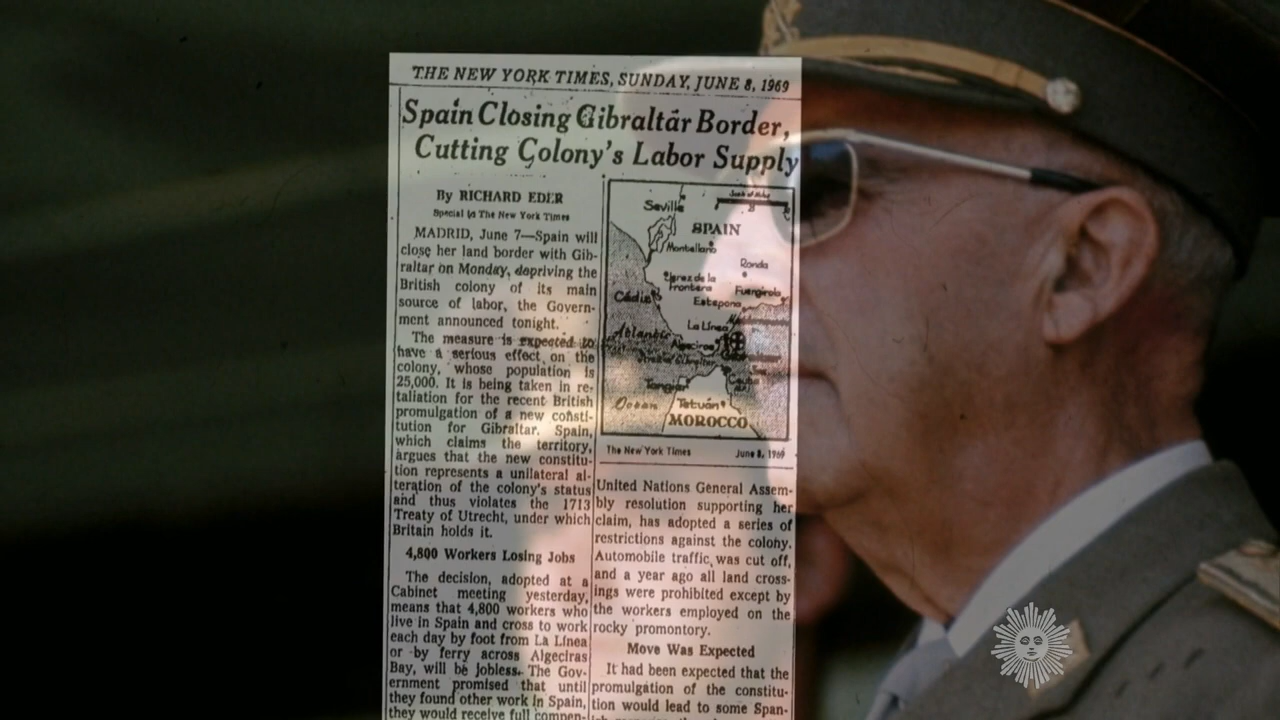 THE NEW YORK TIMES, SUNDAY, JUNE 8, 1969
Spain Closing Gibraltar Border,
Cutting Colony's Labor Supply
By RICHARD EDER
Special to The New York Times
MADRID, June 7—Spain will
close her land border with Gib-
raltar on Monday, depriving the
British colony of its main
source of labor, the Govern-
ment announced tonight.
The measure is expected to
have a serious effect on the
colony, whose population is
25,000. It is being taken in re-
taliation for the recent British
promulgation of a new consti-
tution for Gibraltar. Spain,
which claims the territory,
argues that the new constitu-
tion represents a unilateral al-
teration of the colony's status
and thus violates the 1713
Treaty of Utrecht, under which
Britain holds it.
4,800 Workers Losing Jobs
The decision, adopted at a
Cabinet meeting yesterday,
means that 4,800 workers who
live in Spain and cross to work
each day by foot from La Línea
or by ferry across Algeciras
Bay, will be jobless. The Gov-
ernment promised that until
they found other work in Spain,
they would receive full compen-
Scale of Miles
Seville
SPAIN
Montellano
Ronda
Jerez de la
Frontera
Fuengirola
Cádiz
Estepona
La Línea
Atlantic
Algeciras
Strait of Gibraltar
Tangier
Ceuta
Ocean
Tetuán
MOROCCO
The New York Times June 8, 1969
United Nations General Assem-
bly resolution supporting her
claim, has adopted a series of
restrictions against the colony.
Automobile traffic was cut off,
and a year ago all land cross-
ings were prohibited except by
the workers employed on the
rocky promontory.
Move Was Expected
It had been expected that the
promulgation of the constitu-
tion would lead to some Span-